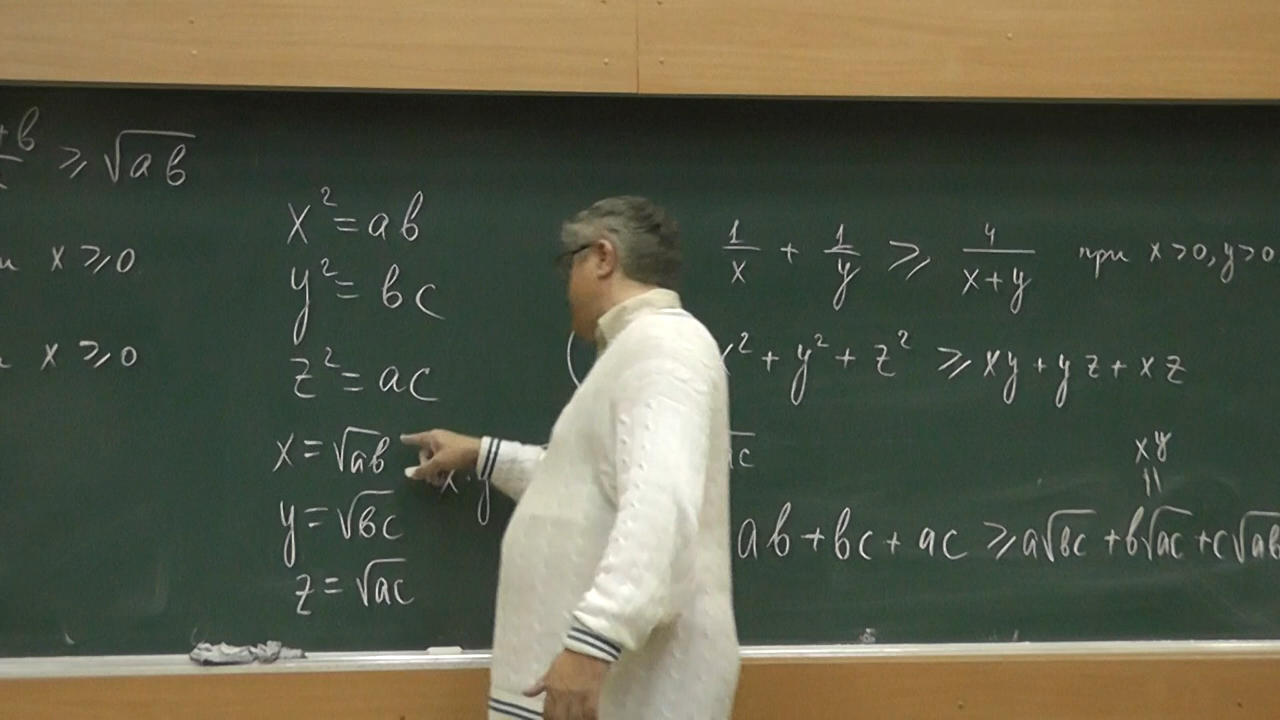 +b ≥ √ab
x ≥ 0
x ≥ 0
x² = ab
y² = bc
z² = ac
x = √ab
y = √bc
z = √ac
x · y
1/x + 1/y ≥ 4/(x+y) при x > 0, y > 0
² + y² + z² ≥ xy + yz + xz
c
xy
||
ab + bc + ac ≥ a√bc + b√ac + c√ab